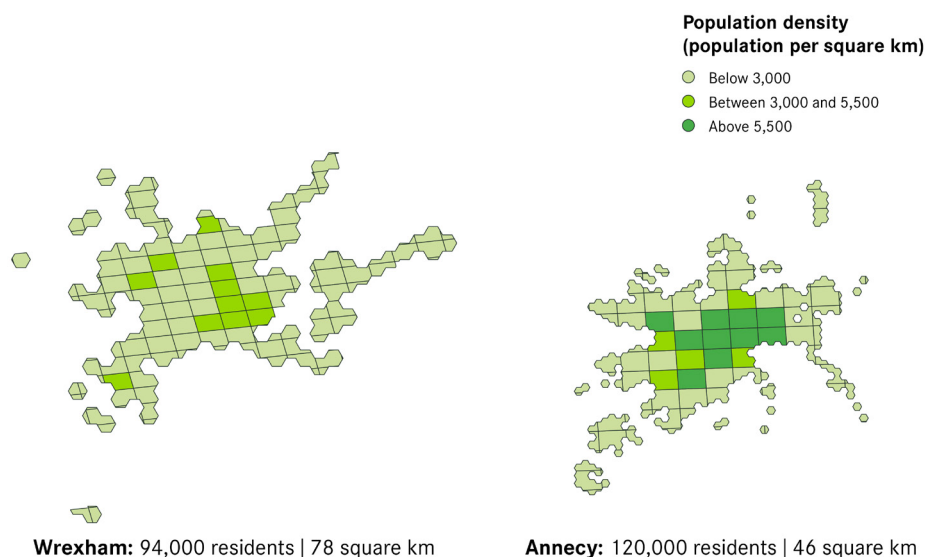 Population density
(population per square km)
Below 3,000
Between 3,000 and 5,500
Above 5,500
Wrexham: 94,000 residents | 78 square km
Annecy: 120,000 residents | 46 square km